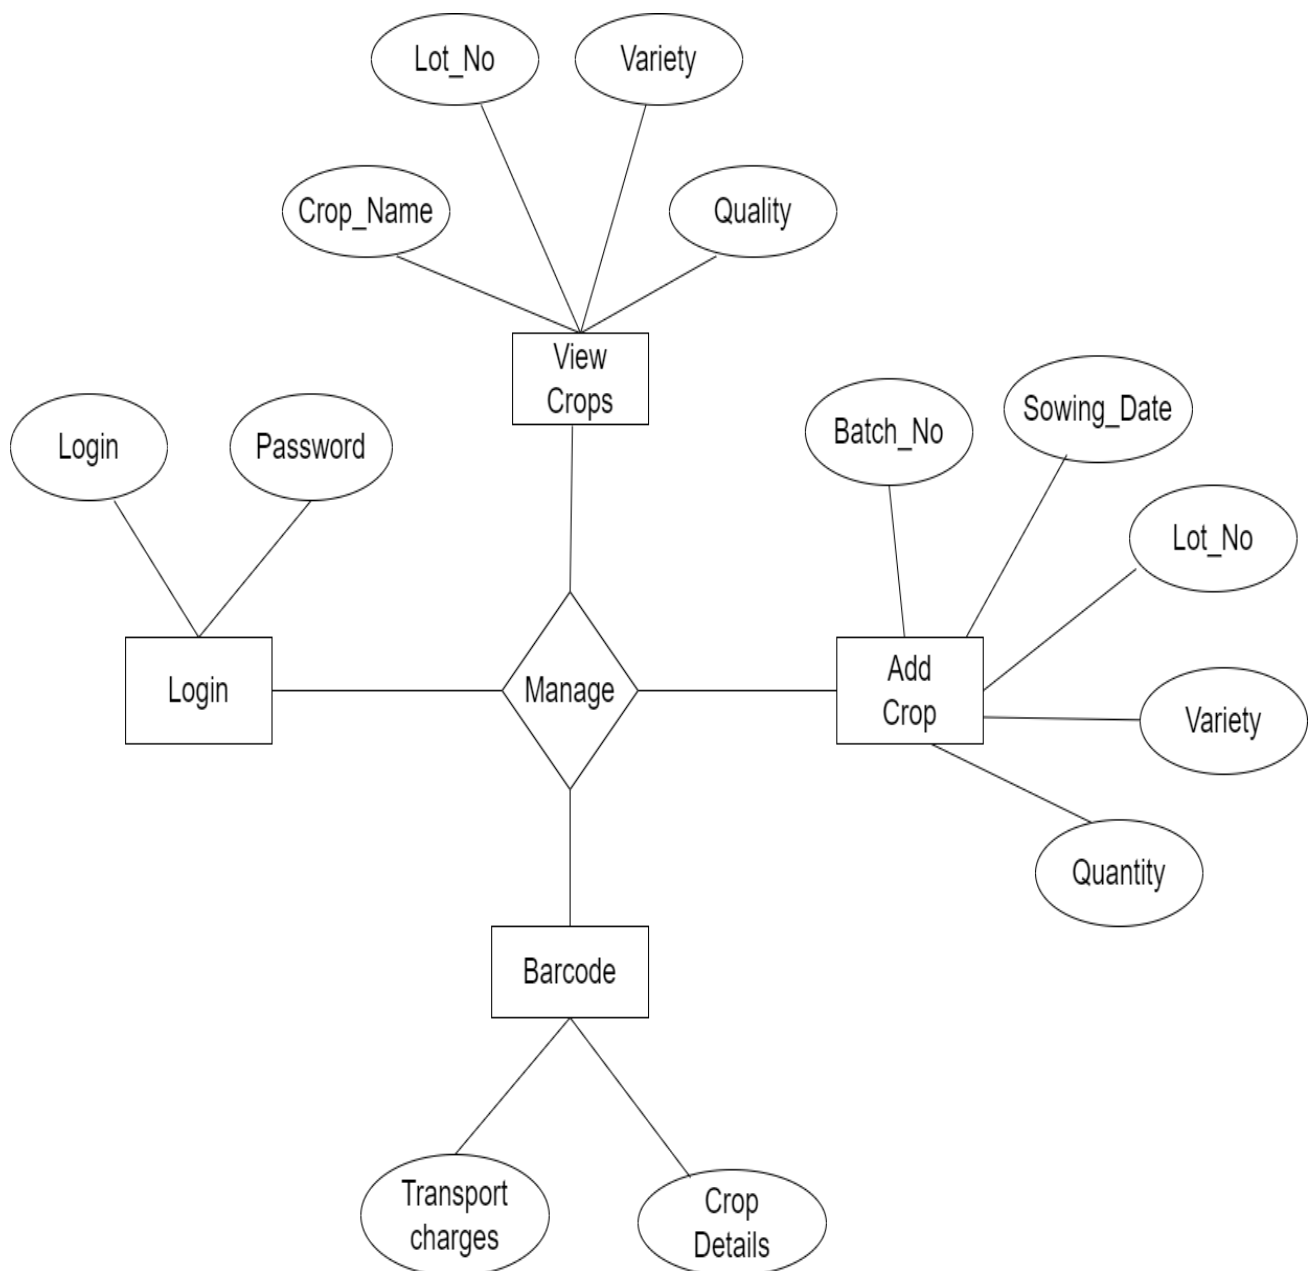 Lot_No
Variety
Crop_Name
Quality
View
Crops
Login
Password
Batch_No
Sowing_Date
Lot_No
Login
Manage
Add
Crop
Variety
Quantity
Barcode
Transport
charges
Crop
Details